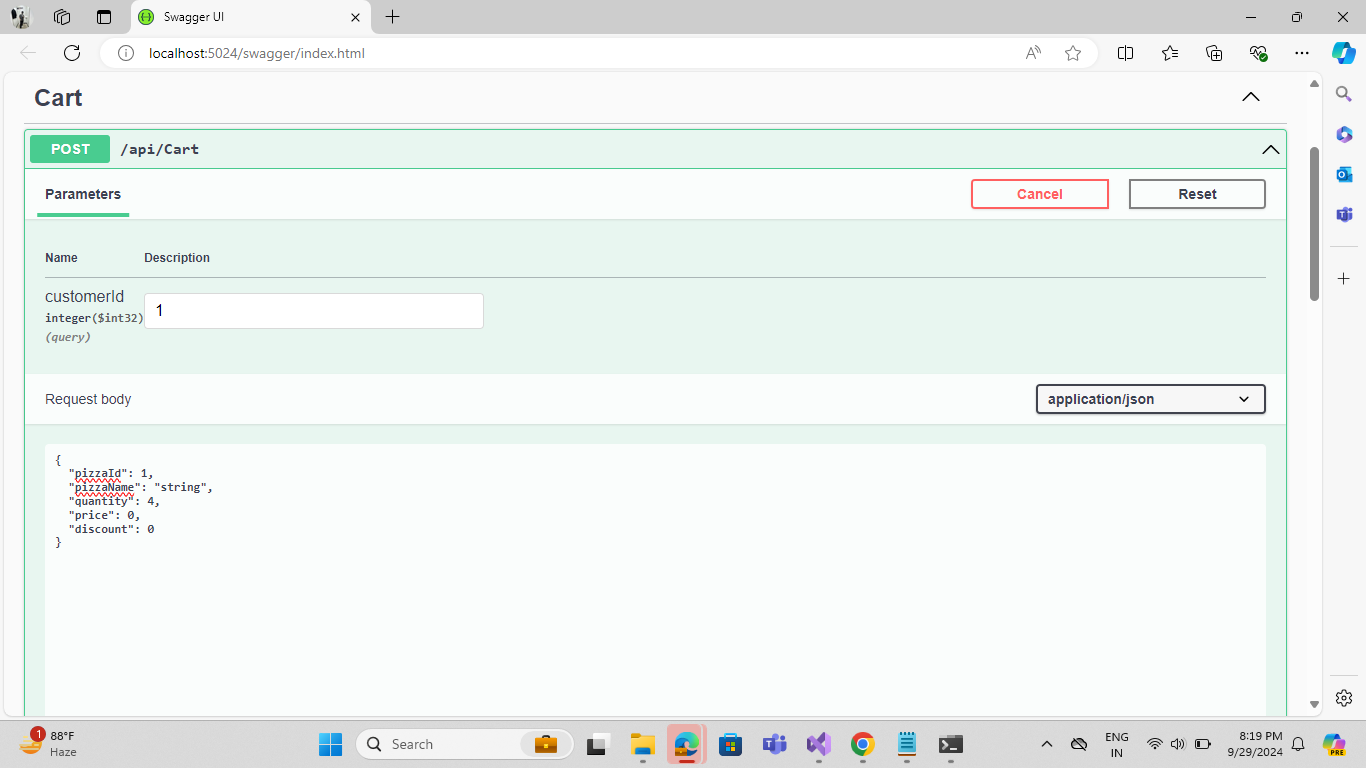 Swagger UI
localhost:5024/swagger/index.html
Cart
POST /api/Cart
Parameters
Cancel
Reset
Name Description
customerId
integer($int32)
(query)
1
Request body
application/json
{
"pizzaId": 1,
"pizzaName": "string",
"quantity": 4,
"price": 0,
"discount": 0
}
1
88°F
Haze
Search
ENG
IN
8:19 PM
9/29/2024
PRE